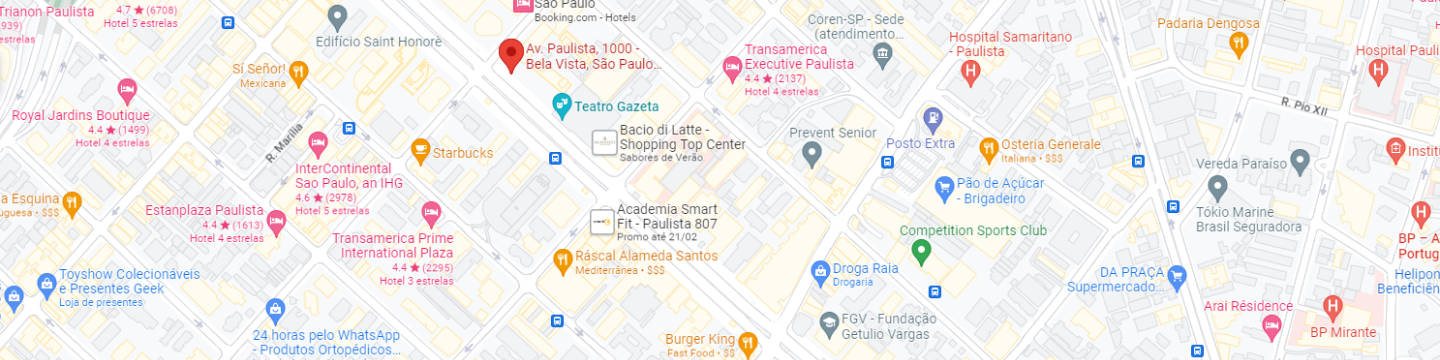 Trianon Paulista
939)
estrelas
4.7 ★ (6708)
Hotel 5 estrelas
Edifício Saint Honorè
São Paulo
Booking.com - Hotels
Av. Paulista, 1000 -
Bela Vista, São Paulo...
Coren-SP - Sede
(atendimento...
Hospital Samaritano
- Paulista
Padaria Dengosa
Hospital Pauli
Transamerica
Executive Paulista
4.4 ★ (2137)
Hotel 4 estrelas
Sí Señor!
Mexicana
Royal Jardins Boutique
4.4 ★ (1499)
Hotel 4 estrelas
R. Marília
Teatro Gazeta
Bacio di Latte -
Shopping Top Center
Sabores de Verão
Prevent Senior
Posto Extra
Osteria Generale
Italiana • $$$
R. Pio XII
Institu
Vereda Paraíso
Starbucks
InterContinental
Sao Paulo, an IHG
4.6 ★ (2978)
Hotel 5 estrelas
Pão de Açúcar
- Brigadeiro
a Esquina
uguesa • $$$
Estanplaza Paulista
4.4 ★ (1613)
Hotel 4 estrelas
Academia Smart
Fit - Paulista 807
Promo até 21/02
Tókio Marine
Brasil Seguradora
Competition Sports Club
BP – A
Portug
Transamerica Prime
International Plaza
4.4 ★ (2295)
Hotel 3 estrelas
Ráscal Alameda Santos
Mediterrânea • $$$
Toyshow Colecionáveis
e Presentes Geek
Loja de presentes
Droga Raia
Drogaria
DA PRAÇA
Supermercado...
Helipon
Beneficiên
24 horas pelo WhatsApp
- Produtos Ortopédicos...
FGV - Fundação
Getulio Vargas
Arai Résidence
BP Mirante
Burger King
Fast Food • $$